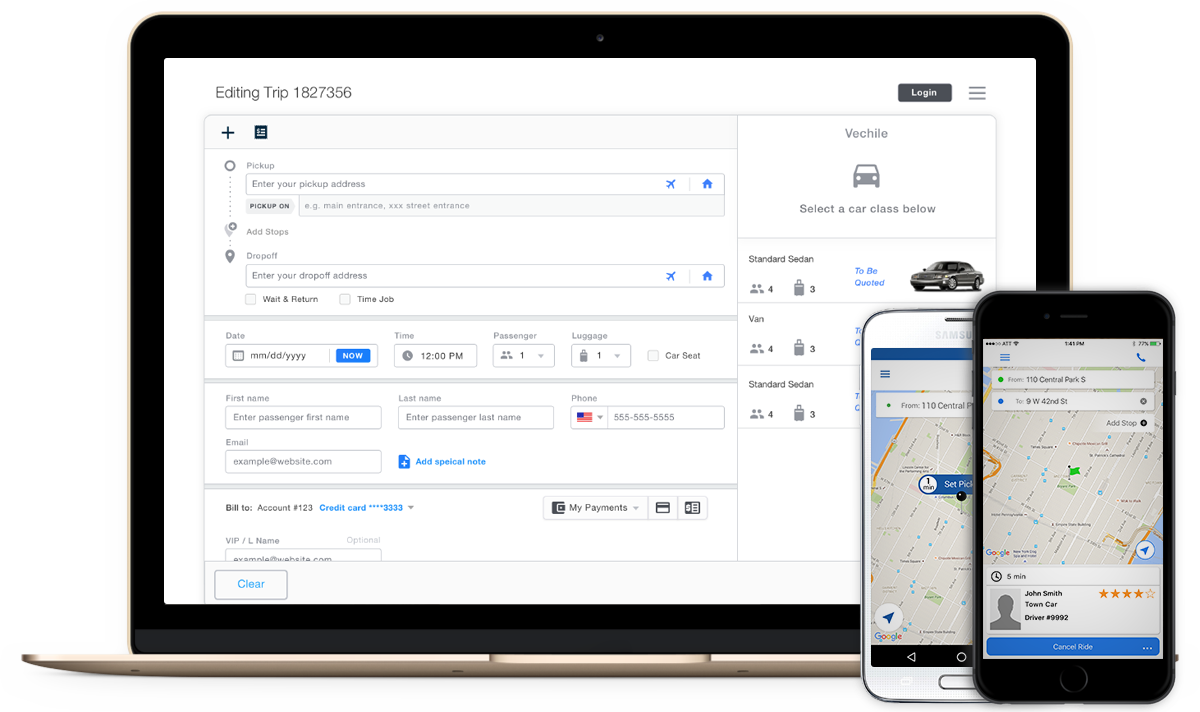 Editing Trip 1827356
Login
Vechile
Pickup
Enter your pickup address
PICKUP ON
e.g. main entrance, xxx street entrance
Select a car class below
Add Stops
Dropoff
Enter your dropoff address
Wait & Return
Time Job
Standard Sedan
4
3
To Be
Quoted
Van
4
3
Standard Sedan
4
3
Date
Time
Passenger
Luggage
mm/dd/yyyy
NOW
12:00 PM
1
1
Car Seat
First name
Last name
Phone
Enter passenger first name
Enter passenger last name
555-555-5555
Email
example@website.com
Add speical note
Bill to: Account #123 Credit card ****3333
My Payments
VIP / L Name
Optional
example@website.com
Clear
SAMSU
From: 110 Central P
1
min
Set Pick
Google
AT&T
1:41 PM
77%
From: 110 Central Park S
To: 9 W 42nd St
Add Stop
Google
5 min
John Smith
Town Car
Driver #9992
Cancel Ride
...